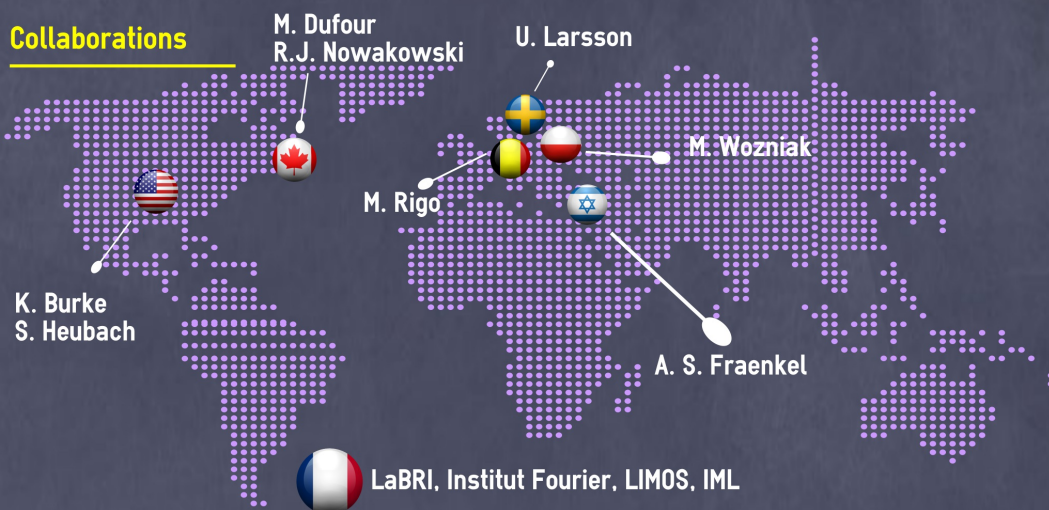 Collaborations
M. Dufour
R.J. Nowakowski
U. Larsson
M. Wozniak
M. Rigo
K. Burke
S. Heubach
A. S. Fraenkel
LaBRI, Institut Fourier, LIMOS, IML